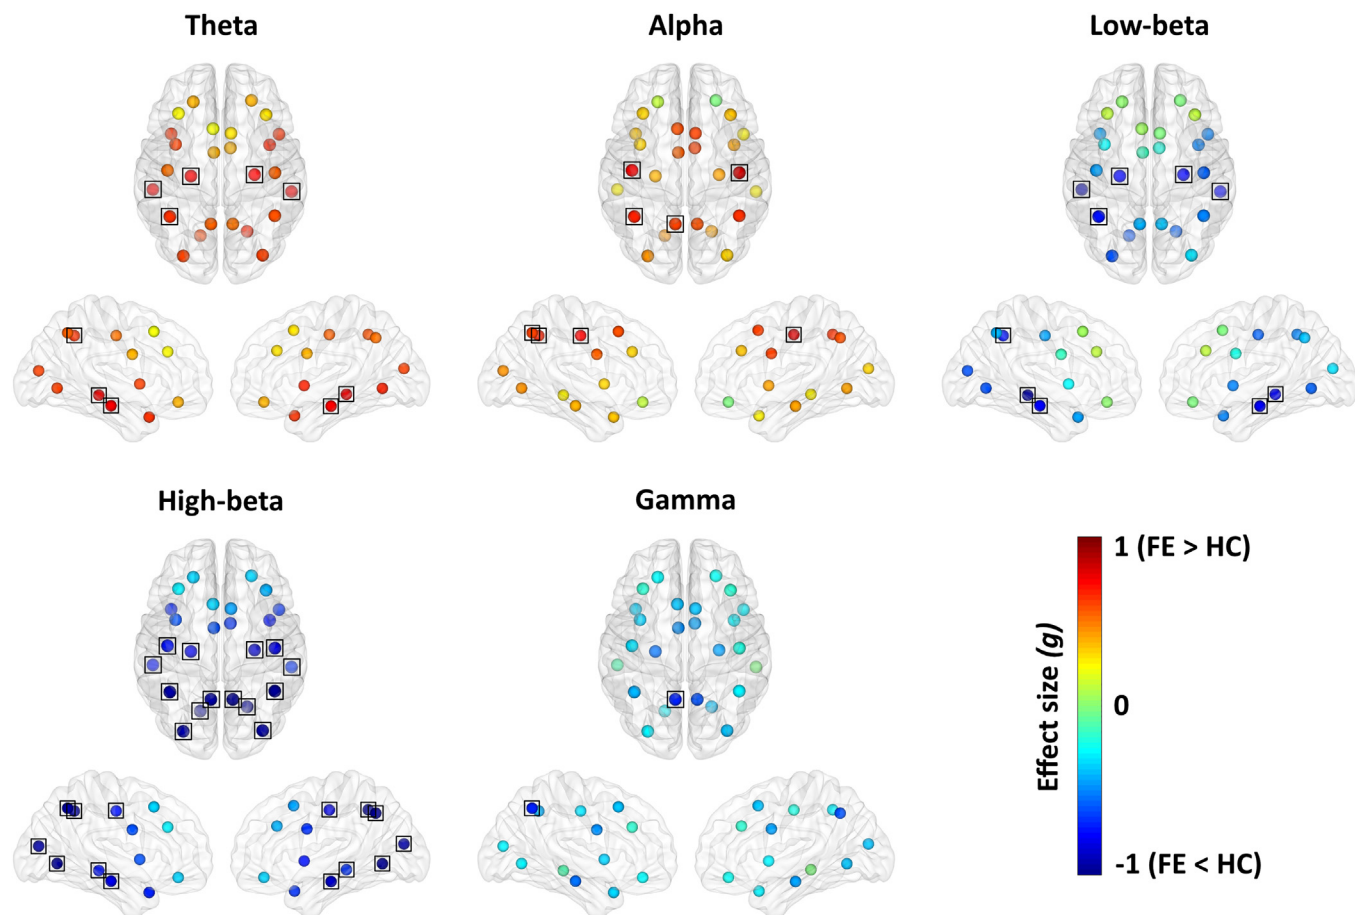 Theta
Alpha
Low-beta
High-beta
Gamma
1 (FE > HC)
Effect size (g)
0
-1 (FE < HC)